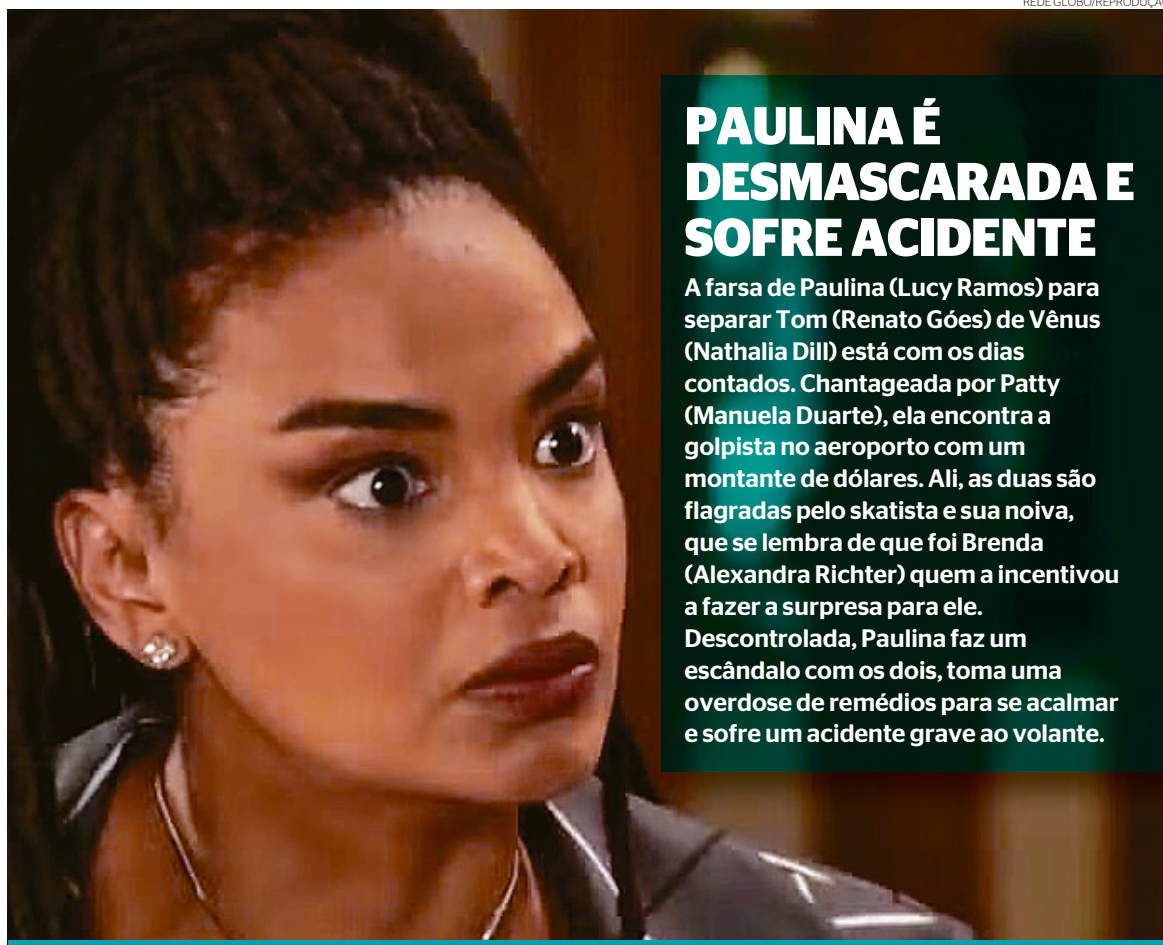 REDE GLOBO/REPRODUÇÃO
PAULINA É
DESMASCARADA E
SOFRE ACIDENTE
A farsa de Paulina (Lucy Ramos) para
separar Tom (Renato Góes) de Vênus
(Nathalia Dill) está com os dias
contados. Chantageada por Patty
(Manuela Duarte), ela encontra a
golpista no aeroporto com um
montante de dólares. Ali, as duas são
flagradas pelo skatista e sua noiva,
que se lembra de que foi Brenda
(Alexandra Richter) quem a incentivou
a fazer a surpresa para ele.
Descontrolada, Paulina faz um
escândalo com os dois, toma uma
overdose de remédios para se acalmar
e sofre um acidente grave ao volante.